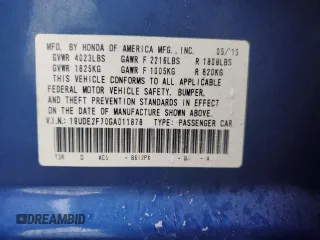 MFD. BY HONDA OF AMERICA MFG., INC. 05/15
GVWR 4023LBS GAWR F 2216LBS R 1808LBS
GVWR 1825KG GAWR F 1005KG R 820KG
THIS VEHICLE CONFORMS TO ALL APPLICABLE
FEDERAL MOTOR VEHICLE SAFETY, BUMPER,
AND THEFT PREVENTION STANDARDS IN EFFECT ON
THE DATE OF MANUFACTURE SHOWN ABOVE.
V.I.N.: 19UDE2F70GA011878 TYPE: PASSENGER CAR
DREAMBID